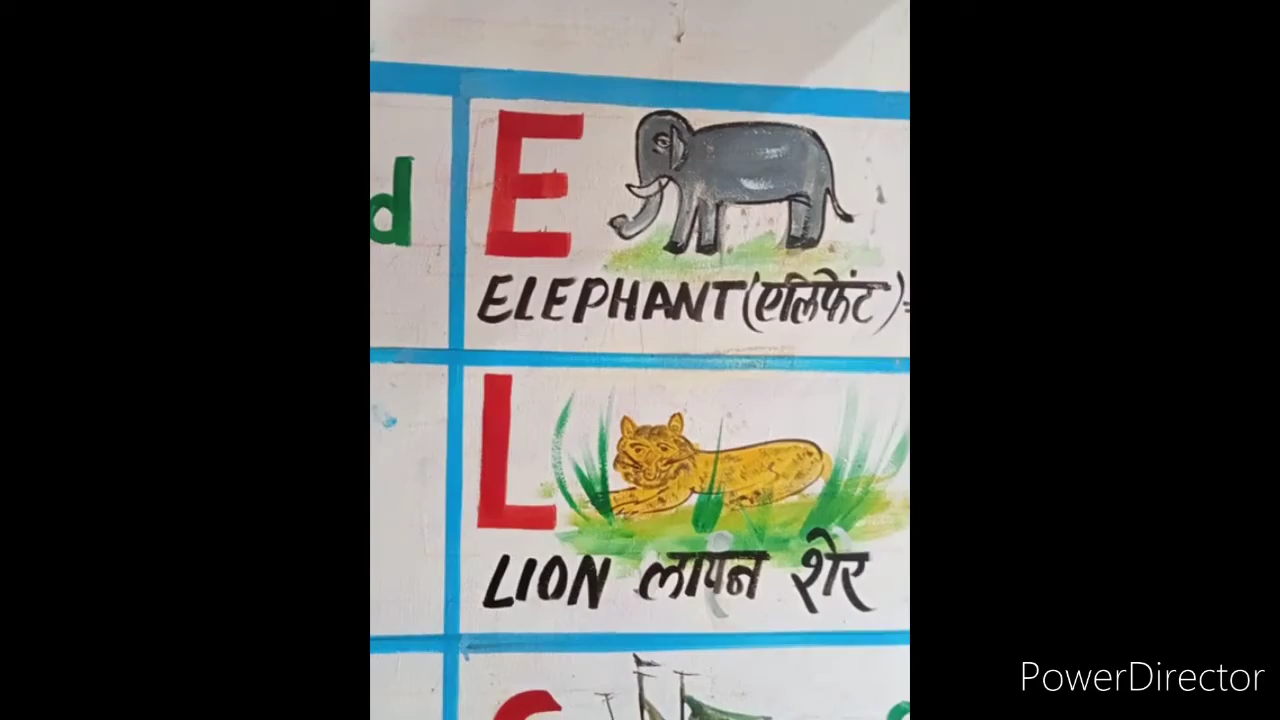 E
d
ELEPHANT (एलिफेंट) =
L
LION लायन शेर
PowerDirector